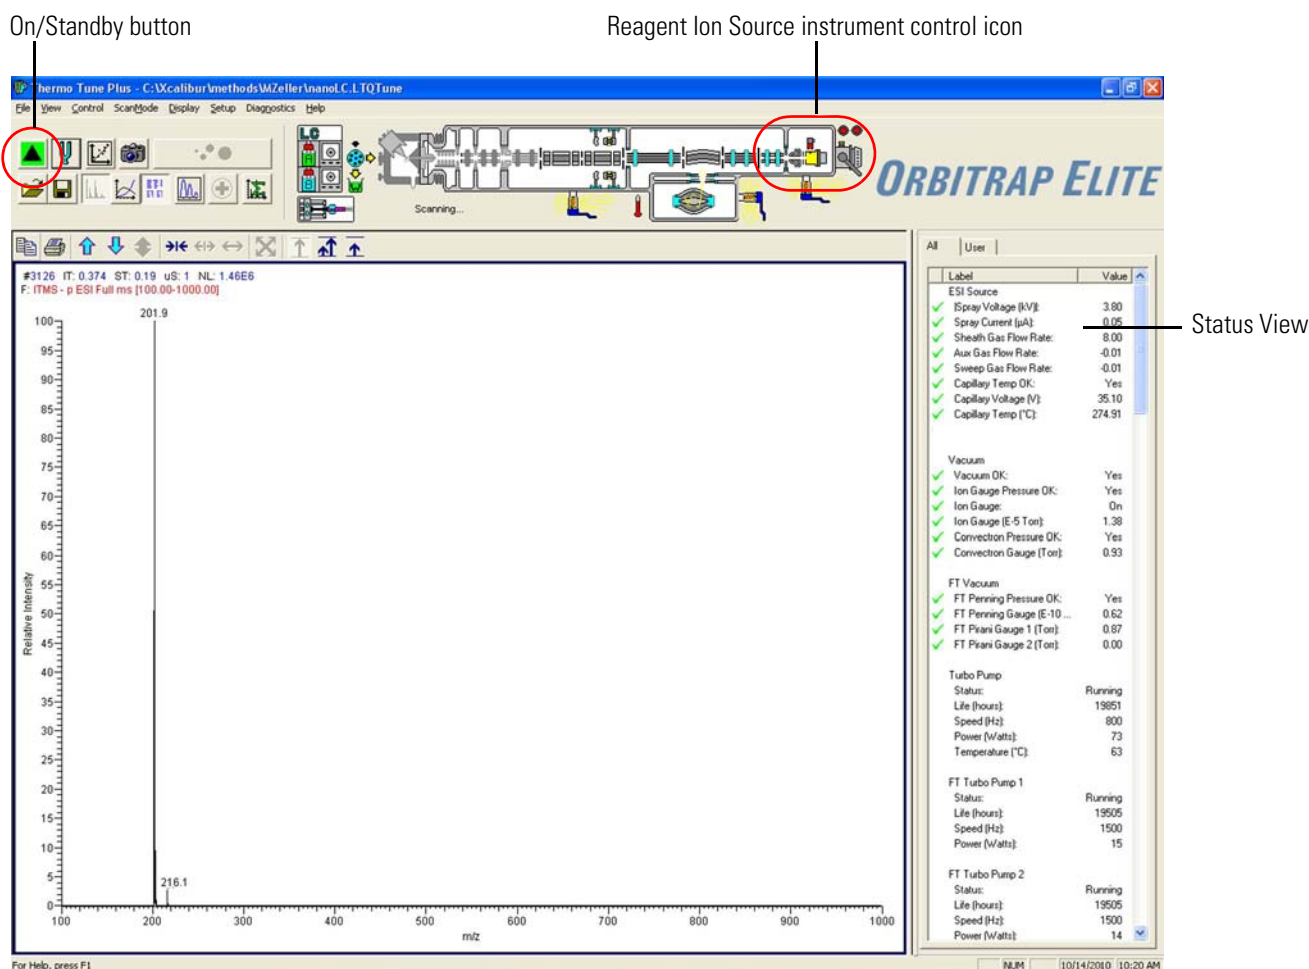 On/Standby button
Reagent Ion Source instrument control icon
Thermo Tune Plus - C:\Xcalibur\methods\MZeller\nanoLC.LTQTune
File View Control ScanMode Display Setup Diagnostics Help
LC
A
B
Scanning...
ORBITRAP ELITE
#3126 IT: 0.374 ST: 0.19 uS: 1 NL: 1.46E6
F: ITMS - p ESI Full ms [100.00-1000.00]
201.9
216.1
Relative Intensity
100
95
90
85
80
75
70
65
60
55
50
45
40
35
30
25
20
15
10
5
0
100 200 300 400 500 600 700 800 900 1000
m/z
All User
Label Value
ESI Source
|Spray Voltage (kV)|: 3.80
Spray Current (µA): 0.05
Sheath Gas Flow Rate: 8.00
Aux Gas Flow Rate: -0.01
Sweep Gas Flow Rate: -0.01
Capillary Temp OK: Yes
Capillary Voltage (V): 35.10
Capillary Temp (°C): 274.91
Vacuum
Vacuum OK: Yes
Ion Gauge Pressure OK: Yes
Ion Gauge: On
Ion Gauge (E-5 Torr): 1.38
Convectron Pressure OK: Yes
Convectron Gauge (Torr): 0.93
FT Vacuum
FT Penning Pressure OK: Yes
FT Penning Gauge (E-10 ... 0.62
FT Pirani Gauge 1 (Torr): 0.87
FT Pirani Gauge 2 (Torr): 0.00
Turbo Pump
Status: Running
Life (hours): 19851
Speed (Hz): 800
Power (Watts): 73
Temperature (°C): 63
FT Turbo Pump 1
Status: Running
Life (hours): 19505
Speed (Hz): 1500
Power (Watts): 15
FT Turbo Pump 2
Status: Running
Life (hours): 19505
Speed (Hz): 1500
Power (Watts): 14
Status View
For Help, press F1
NUM 10/14/2010 10:20 AM